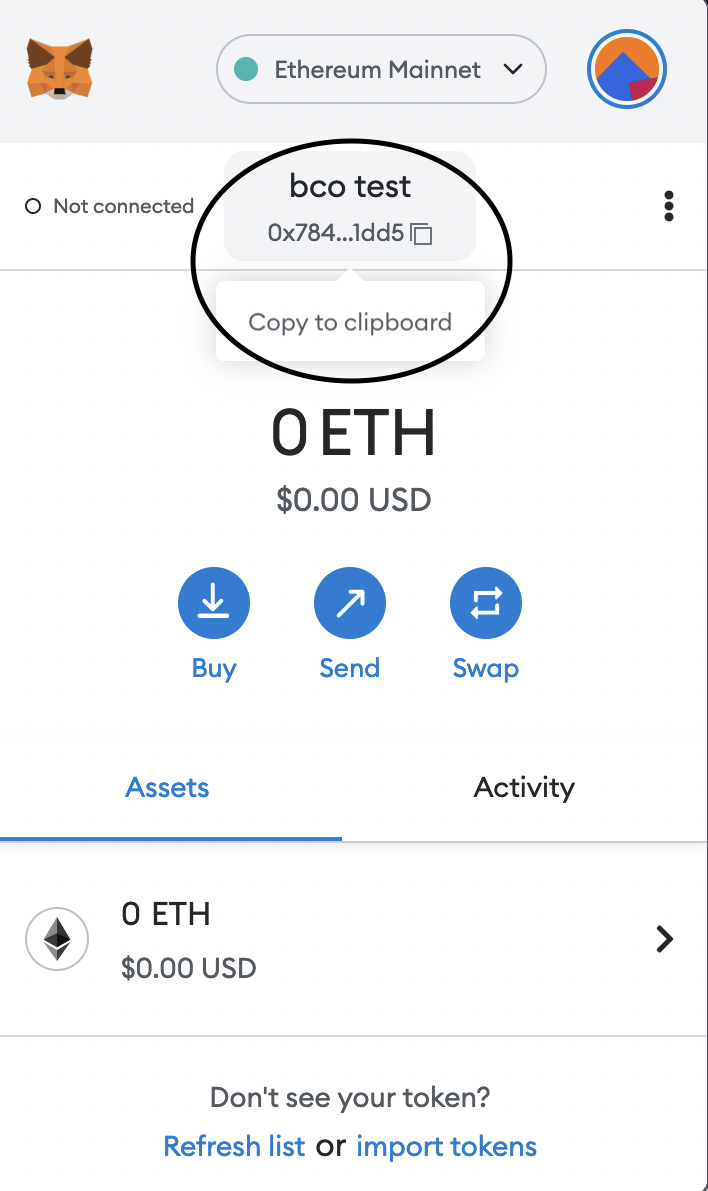 Ethereum Mainnet
Not connected
bco test
0x784...1dd5
Copy to clipboard
0 ETH
$0.00 USD
Buy
Send
Swap
Assets
Activity
0 ETH
$0.00 USD
Don't see your token?
Refresh list or import tokens